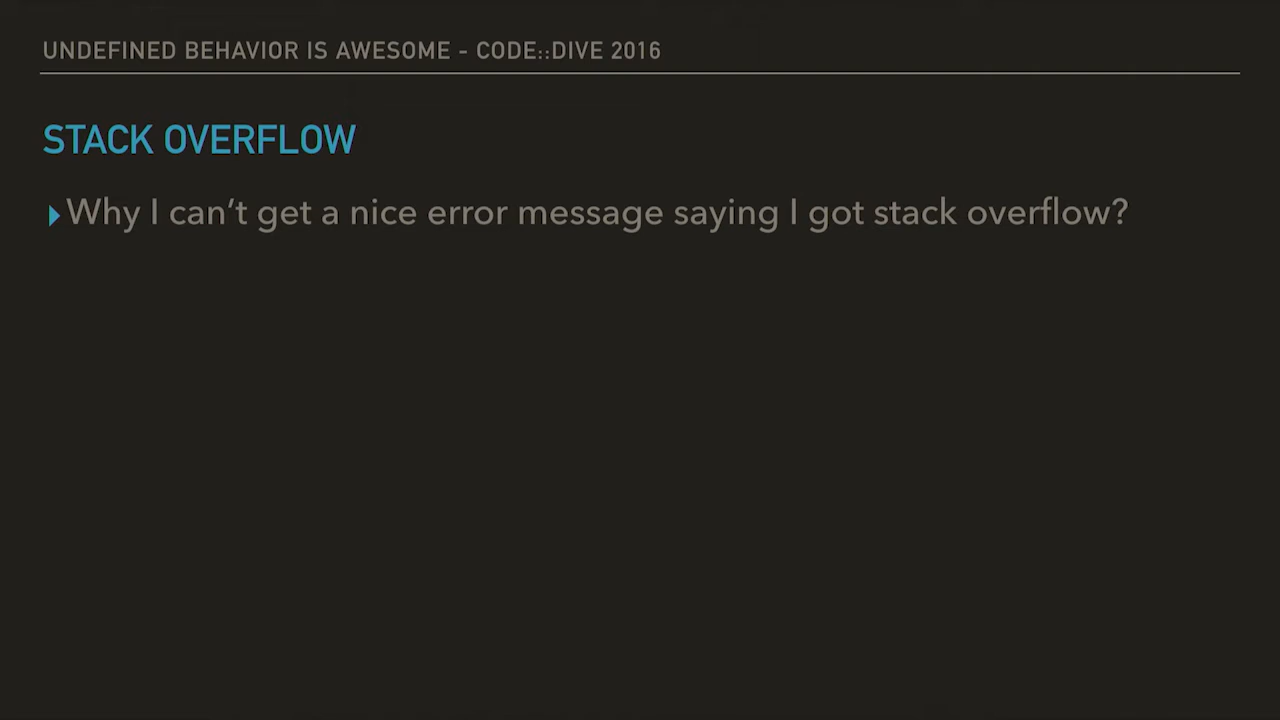 UNDEFINED BEHAVIOR IS AWESOME - CODE::DIVE 2016
STACK OVERFLOW
Why I can't get a nice error message saying I got stack overflow?